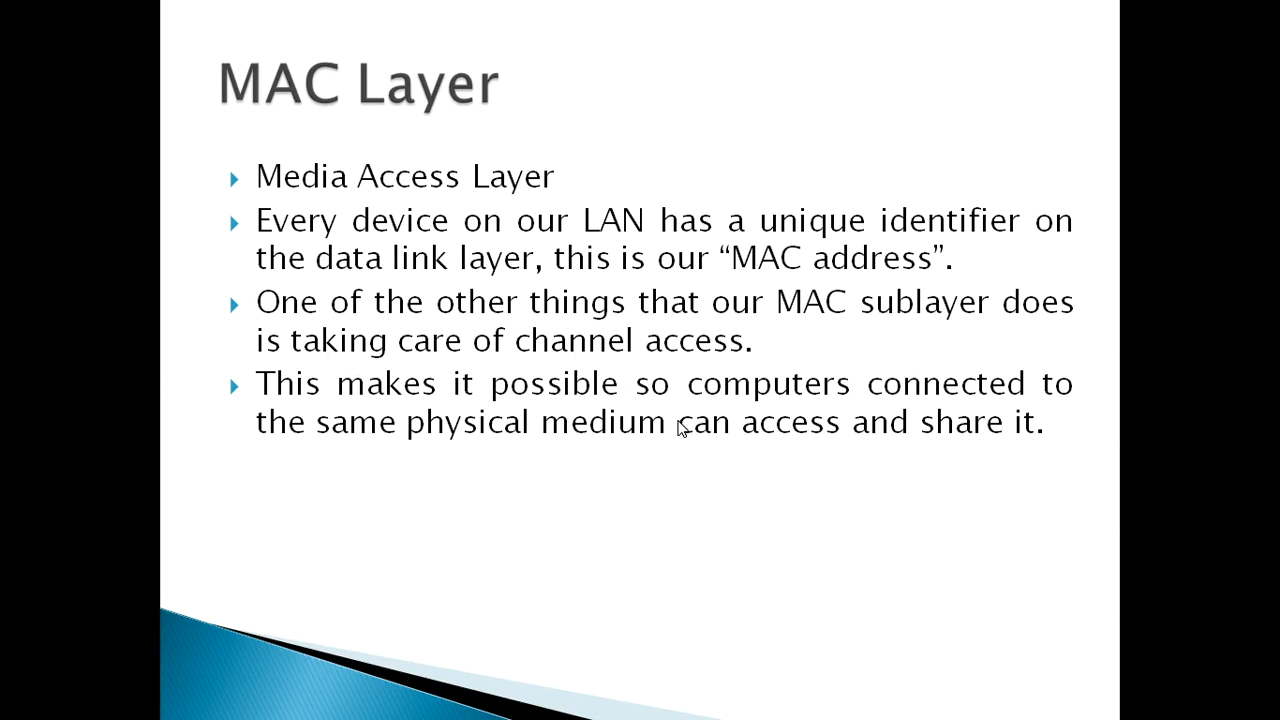 MAC Layer
Media Access Layer
Every device on our LAN has a unique identifier on
the data link layer, this is our “MAC address”.
One of the other things that our MAC sublayer does
is taking care of channel access.
This makes it possible so computers connected to
the same physical medium can access and share it.